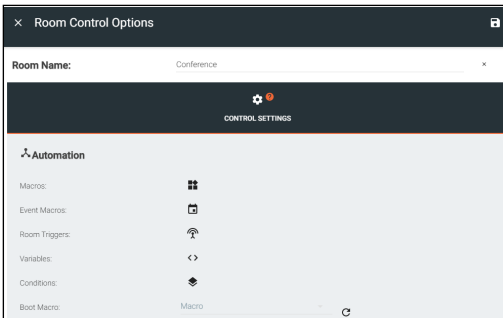 × Room Control Options
Room Name: Conference ×
?
CONTROL SETTINGS
Automation
Macros:
Event Macros:
Room Triggers:
Variables: <>
Conditions:
Boot Macro: Macro